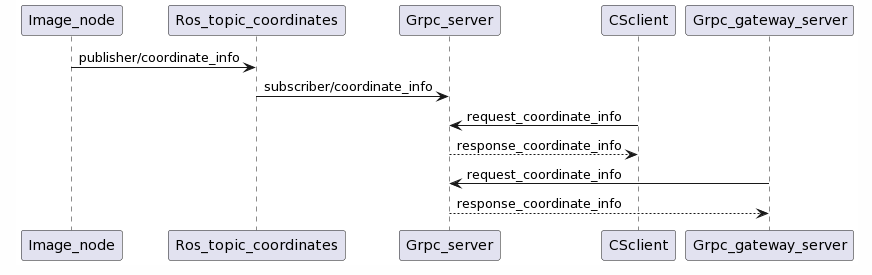 Image_node Ros_topic_coordinates Grpc_server CSclient Grpc_gateway_server
publisher/coordinate_info
subscriber/coordinate_info
request_coordinate_info
response_coordinate_info
request_coordinate_info
response_coordinate_info
Image_node Ros_topic_coordinates Grpc_server CSclient Grpc_gateway_server